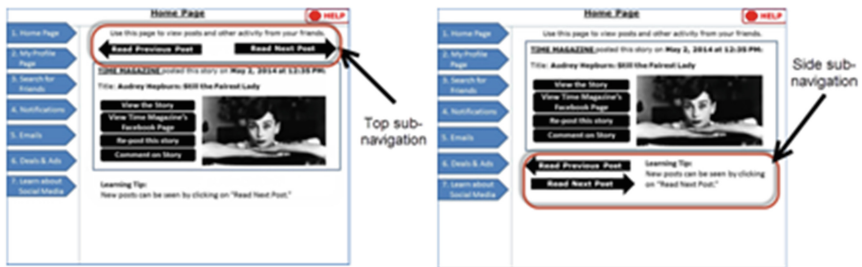 Home Page
HELP
Use this page to view posts and other activity from your friends.
Read Previous Post
Read Next Post
1. Home Page
2. My Profile
Page
3. Search for
Friends
4. Notifications
5. Emails
6. Deals & Ads
7. Learn about
Social Media
TIME MAGAZINE posted this story on May 2, 2014 at 12:35 PM:
Title: Audrey Hepburn: Still the Fairest Lady
View the Story
View Time Magazine's
Facebook Page
Re-post this story
Comment on Story
Learning Tip:
New posts can be seen by clicking on "Read Next Post."
Top sub-
navigation
Home Page
HELP
Use this page to view posts and other activity from your friends.
1. Home Page
2. My Profile
Page
3. Search for
Friends
4. Notifications
5. Emails
6. Deals & Ads
7. Learn about
Social Media
TIME MAGAZINE posted this story on May 2, 2014 at 12:35 PM:
Title: Audrey Hepburn: Still the Fairest Lady
View the Story
View Time Magazine's
Facebook Page
Re-post this story
Comment on Story
Read Previous Post
Read Next Post
Learning Tip:
New posts can be seen by clicking
on "Read Next Post."
Side sub-
navigation